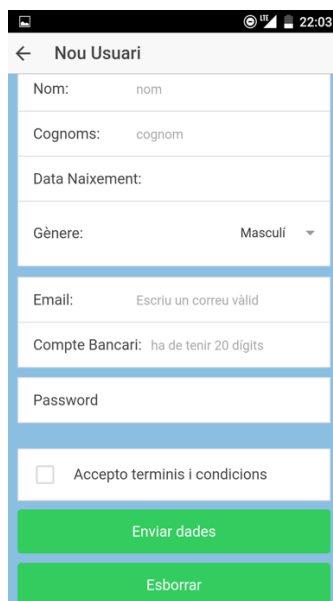 LTE 22:03
Nou Usuari
Nom: nom
Cognoms: cognom
Data Naixement:
Gènere: Masculí
Email: Escriu un correu vàlid
Compte Bancari: ha de tenir 20 dígits
Password
Accepto terminis i condicions
Enviar dades
Esborrar